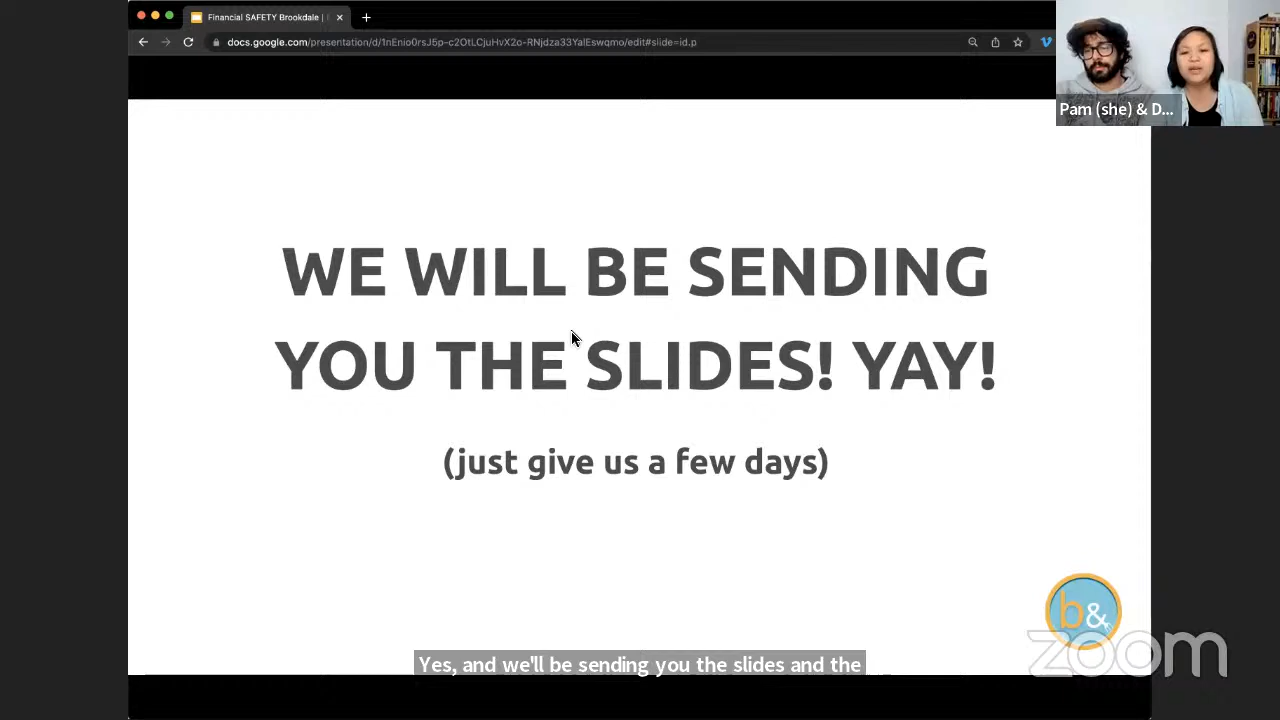 Financial SAFETY Brookdale |
docs.google.com/presentation/d/1nEnio0rsJ5p-c2OtLCjuHvX2o-RNjdza33YalEswqmo/edit#slide=id.p
Pam (she) & D...
WE WILL BE SENDING
YOU THE SLIDES! YAY!
(just give us a few days)
b&
zoom
Yes, and we'll be sending you the slides and the